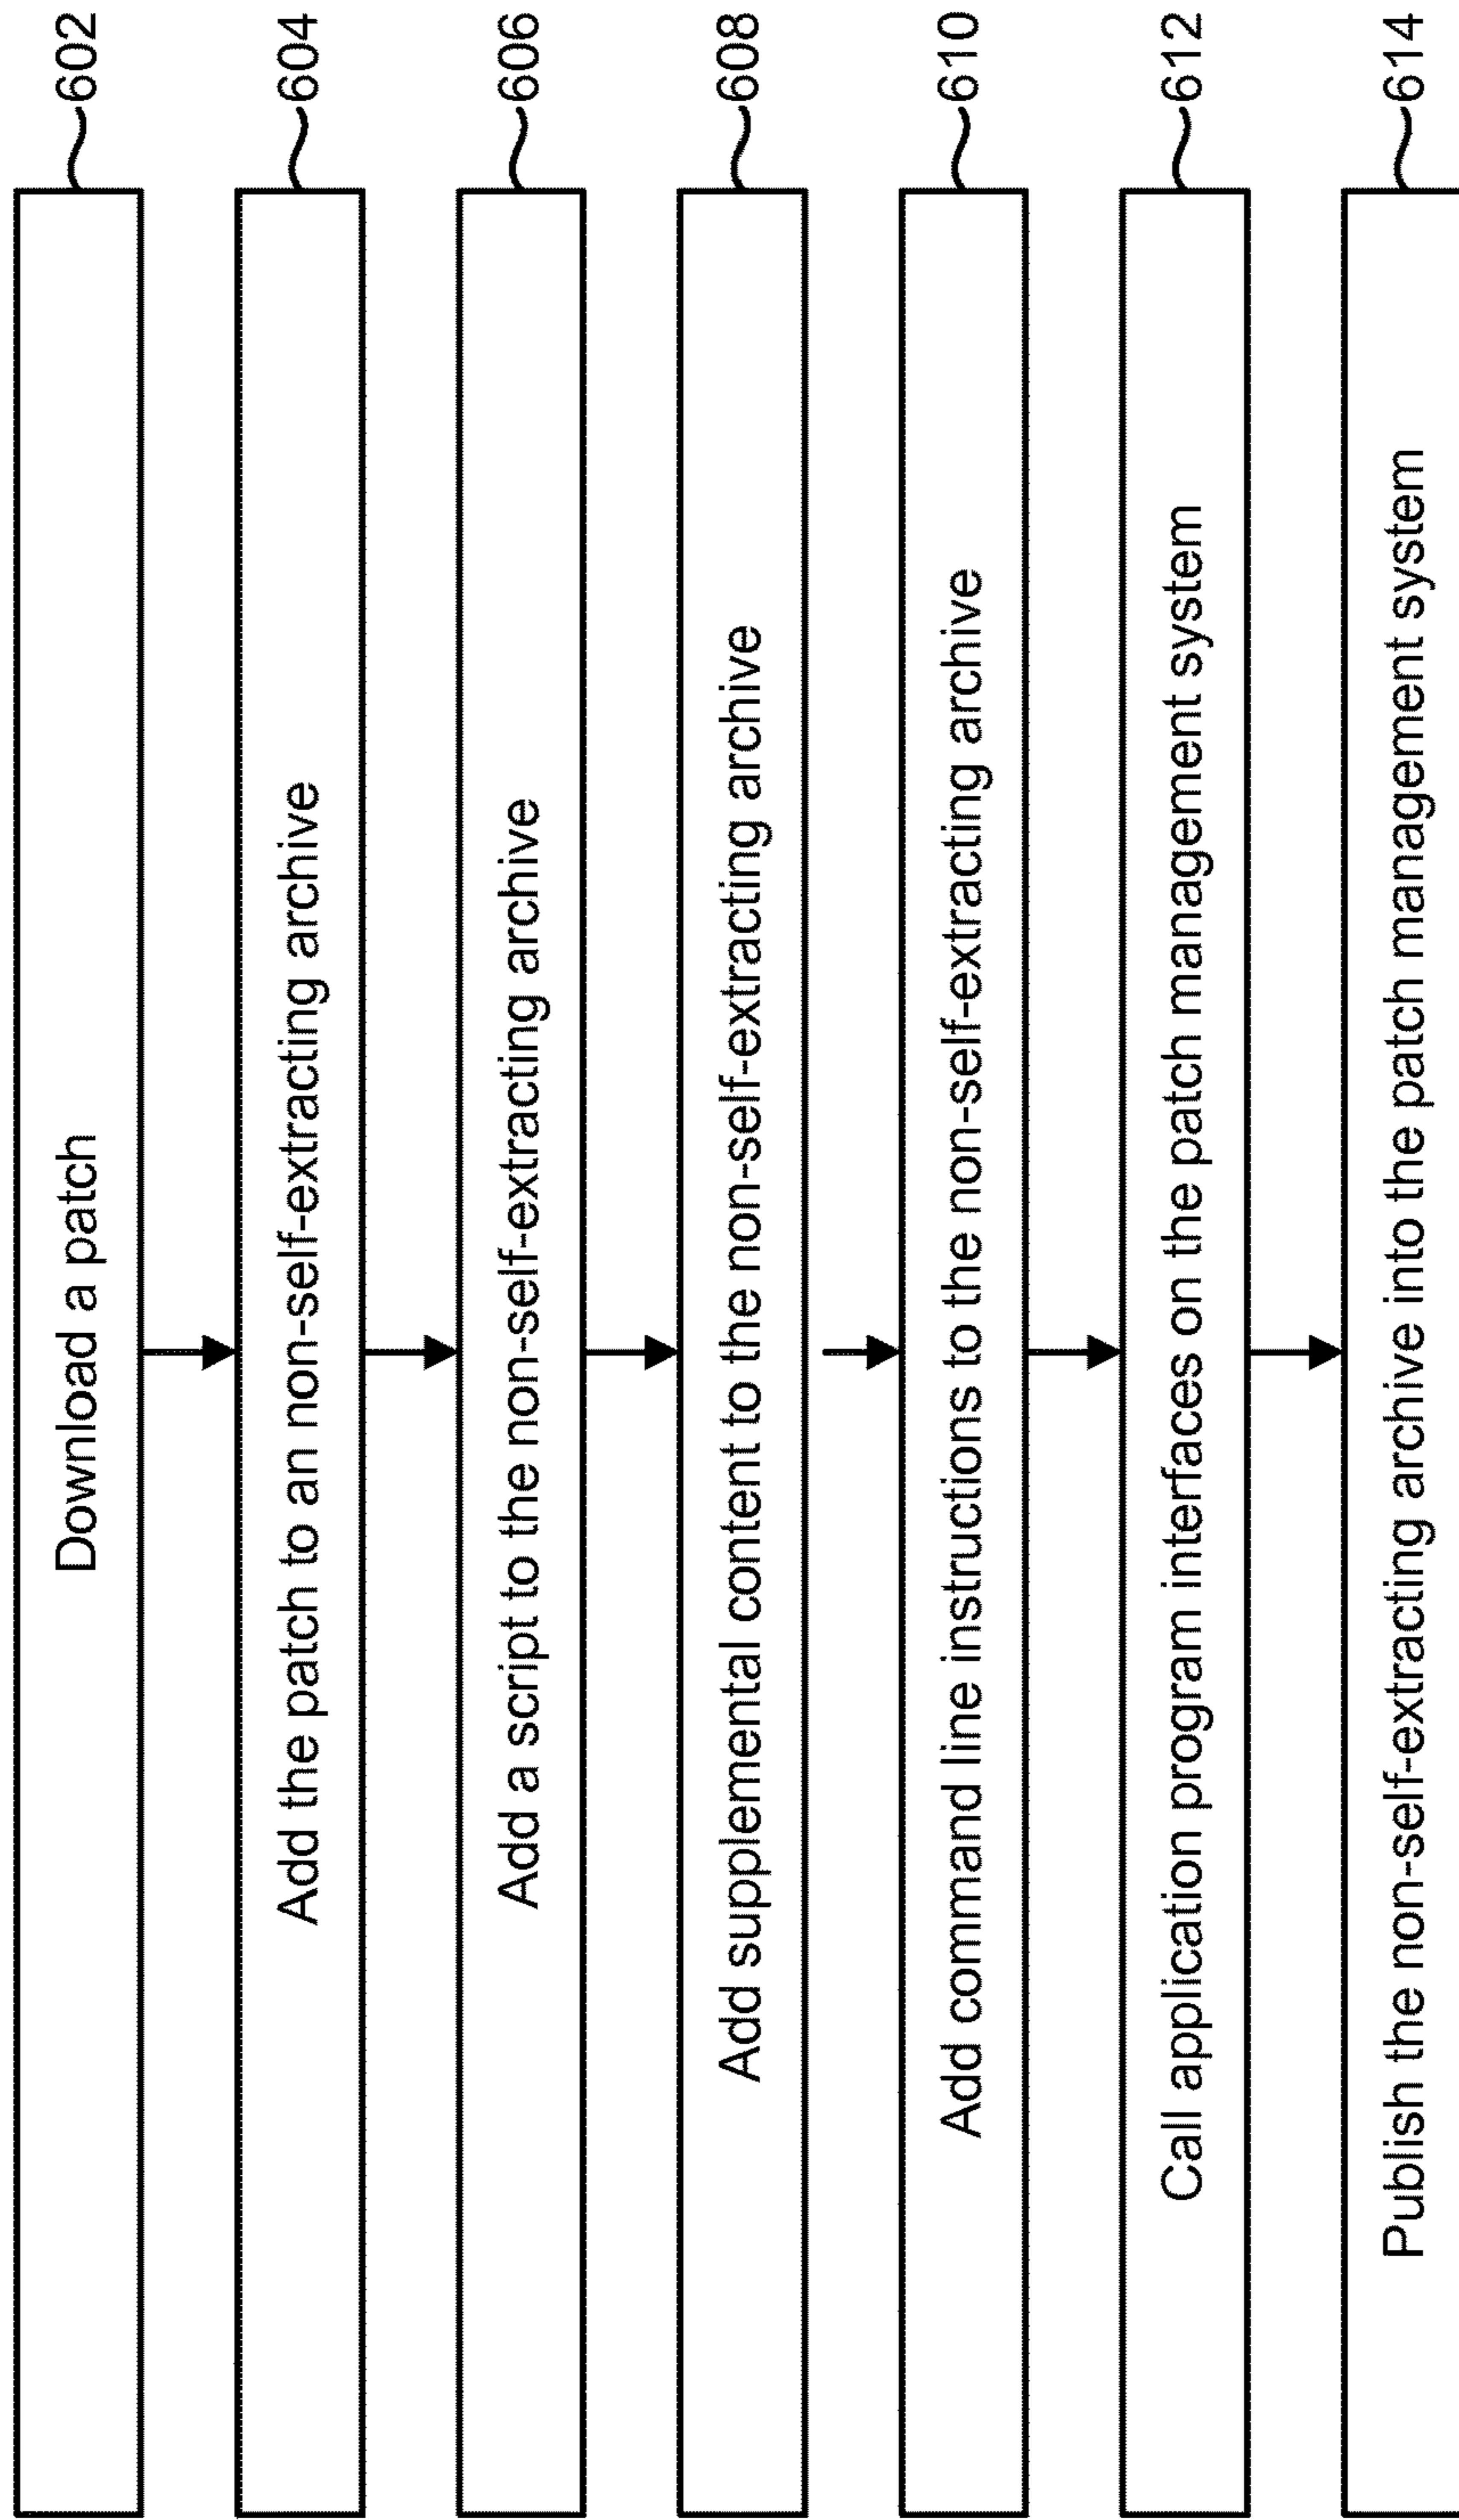 Download a patch
602
Add the patch to an non-self-extracting archive
604
Add a script to the non-self-extracting archive
606
Add supplemental content to the non-self-extracting archive
608
Add command line instructions to the non-self-extracting archive
610
Call application program interfaces on the patch management system
612
Publish the non-self-extracting archive into the patch management system
614